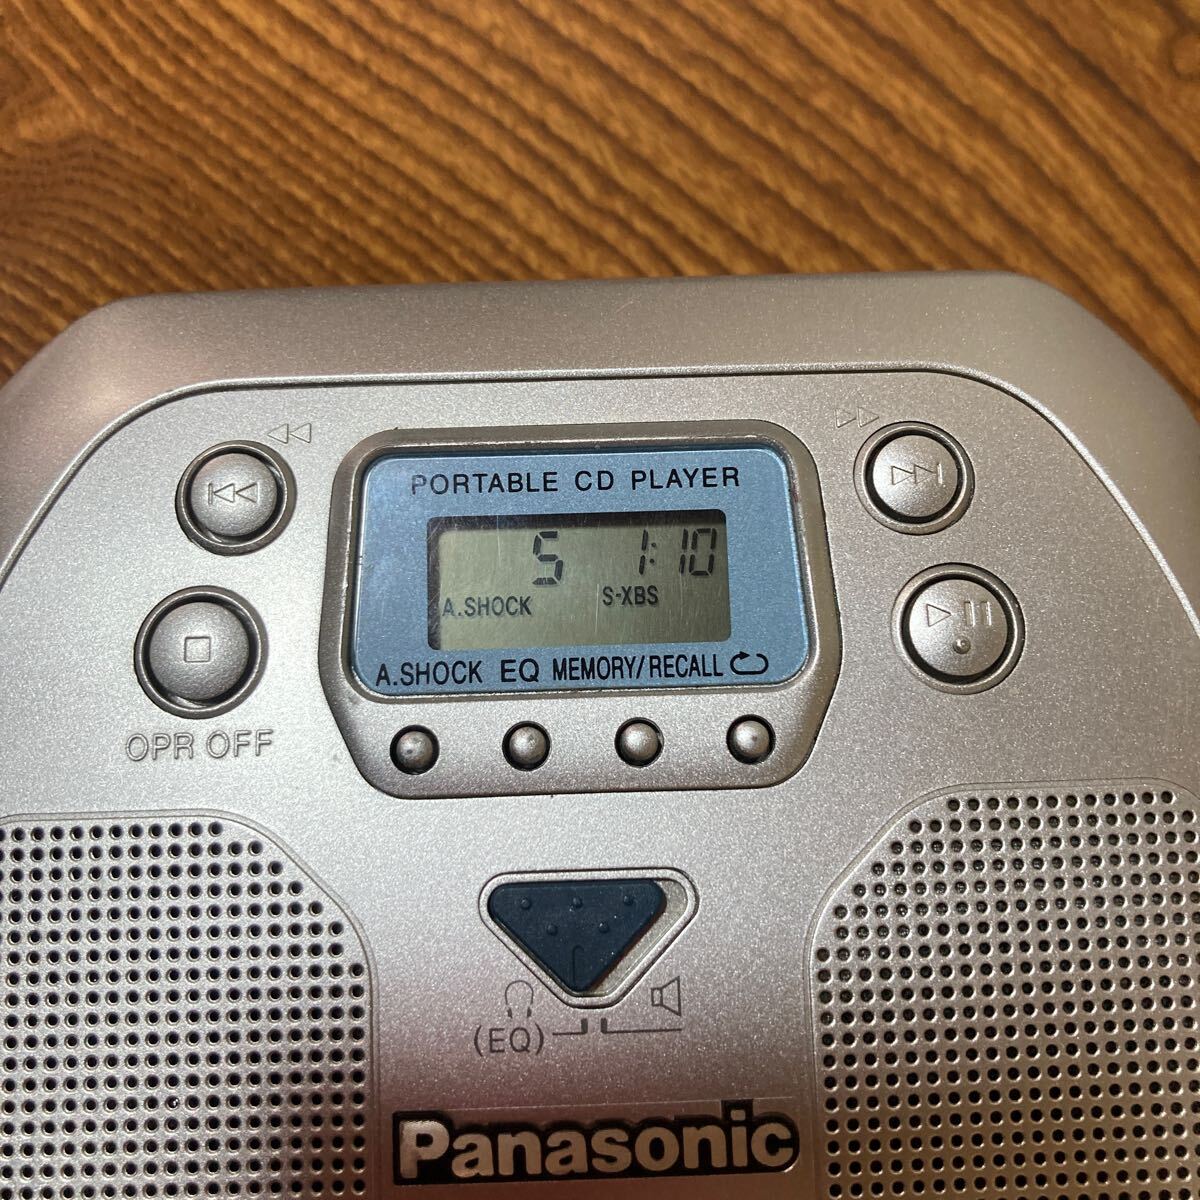 PORTABLE CD PLAYER
5 1:10
A.SHOCK S-XBS
A.SHOCK EQ MEMORY/RECALL
OPR OFF
(EQ)
Panasonic